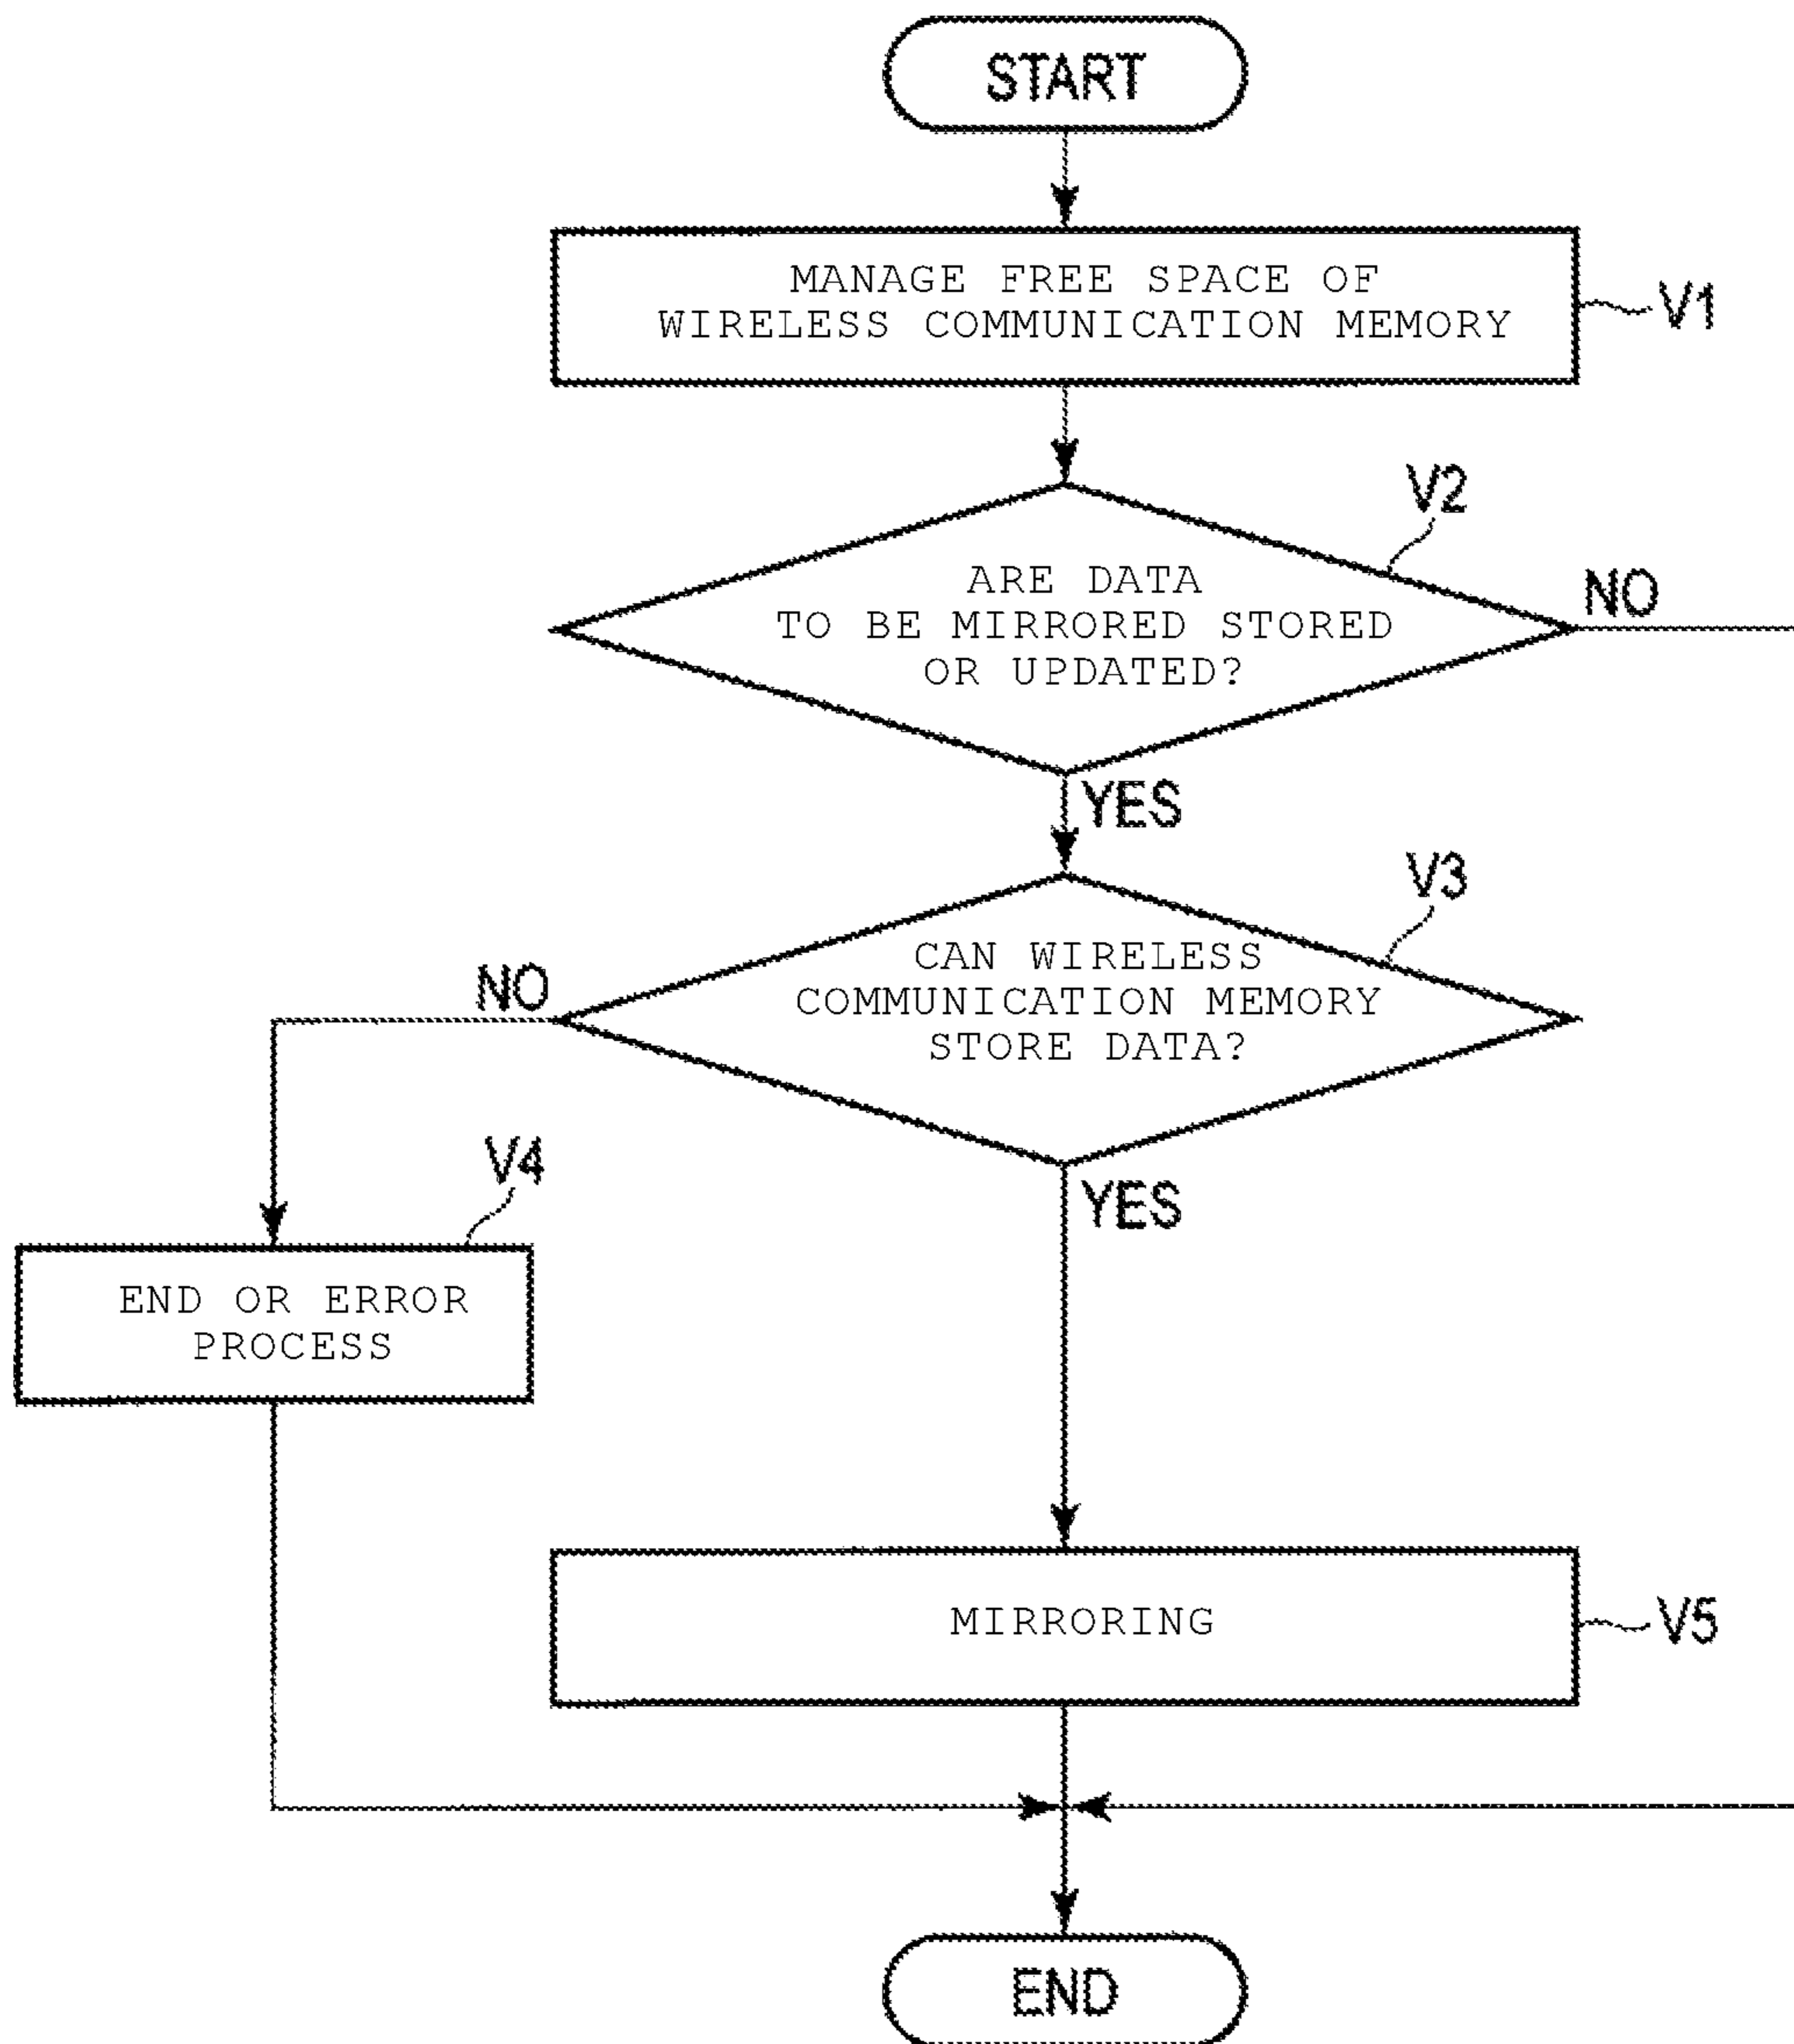 START
MANAGE FREE SPACE OF
WIRELESS COMMUNICATION MEMORY
V1
V2
ARE DATA
TO BE MIRRORED STORED
OR UPDATED?
NO
YES
V3
CAN WIRELESS
COMMUNICATION MEMORY
STORE DATA?
NO
YES
V4
END OR ERROR
PROCESS
MIRRORING
V5
END